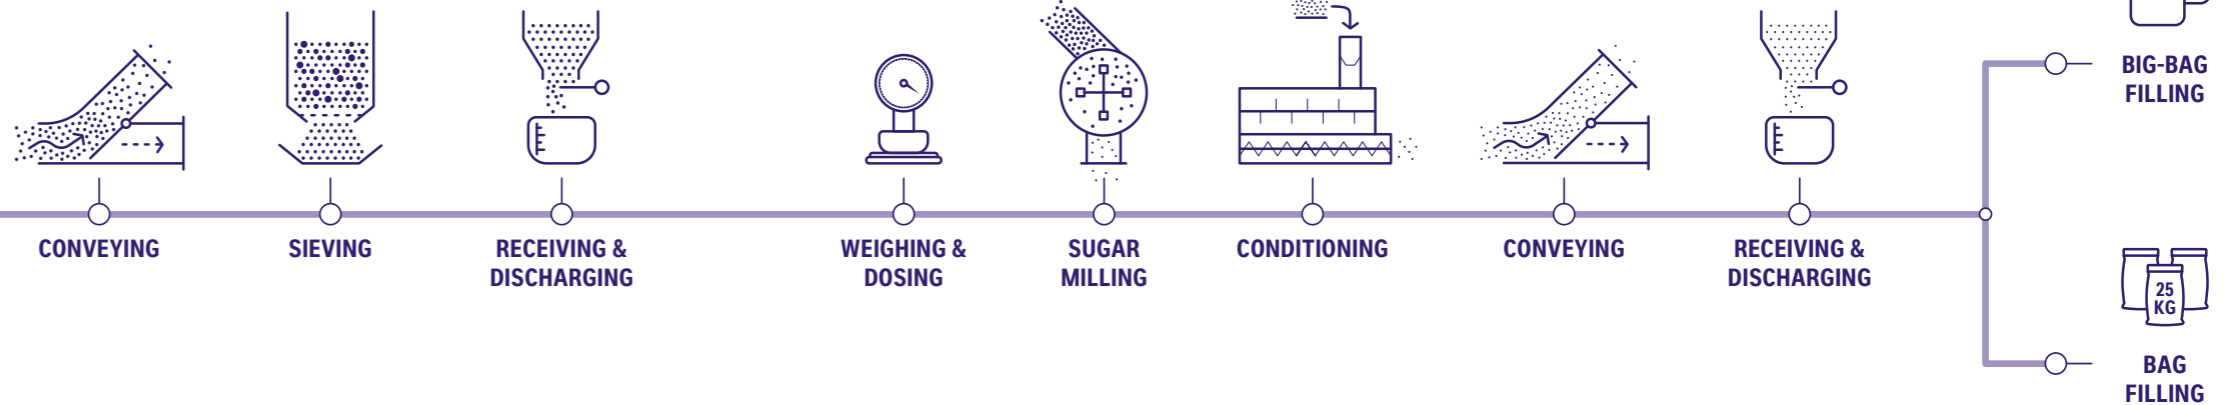 CONVEYING
SIEVING
RECEIVING &
DISCHARGING
WEIGHING &
DOSING
SUGAR
MILLING
CONDITIONING
CONVEYING
RECEIVING &
DISCHARGING
BIG-BAG
FILLING
25
KG
BAG
FILLING